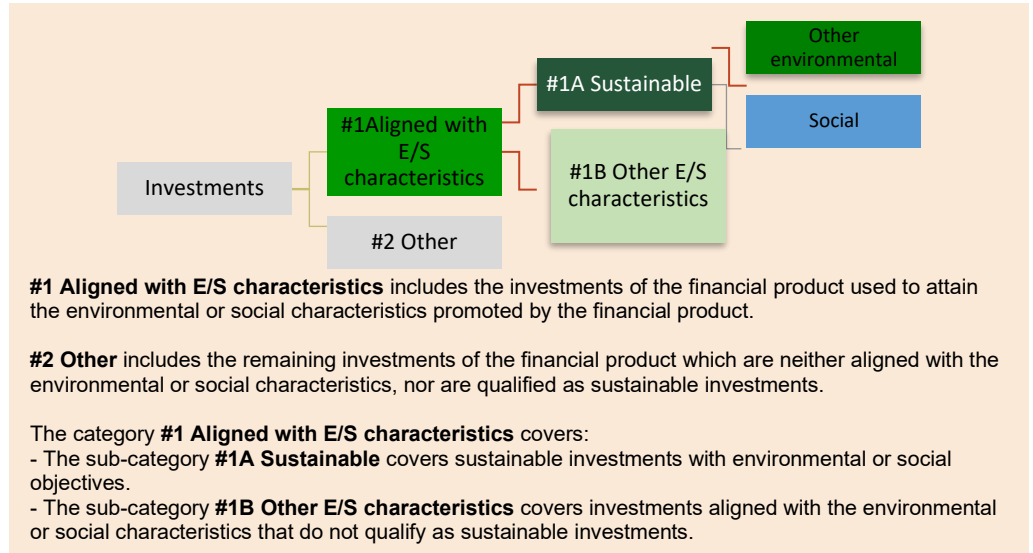 Other
environmental
#1A Sustainable
#1Aligned with
E/S
characteristics
Social
Investments
#1B Other E/S
characteristics
#2 Other
#1 Aligned with E/S characteristics includes the investments of the financial product used to attain
the environmental or social characteristics promoted by the financial product.
#2 Other includes the remaining investments of the financial product which are neither aligned with the
environmental or social characteristics, nor are qualified as sustainable investments.
The category #1 Aligned with E/S characteristics covers:
- The sub-category #1A Sustainable covers sustainable investments with environmental or social
objectives.
- The sub-category #1B Other E/S characteristics covers investments aligned with the environmental
or social characteristics that do not qualify as sustainable investments.